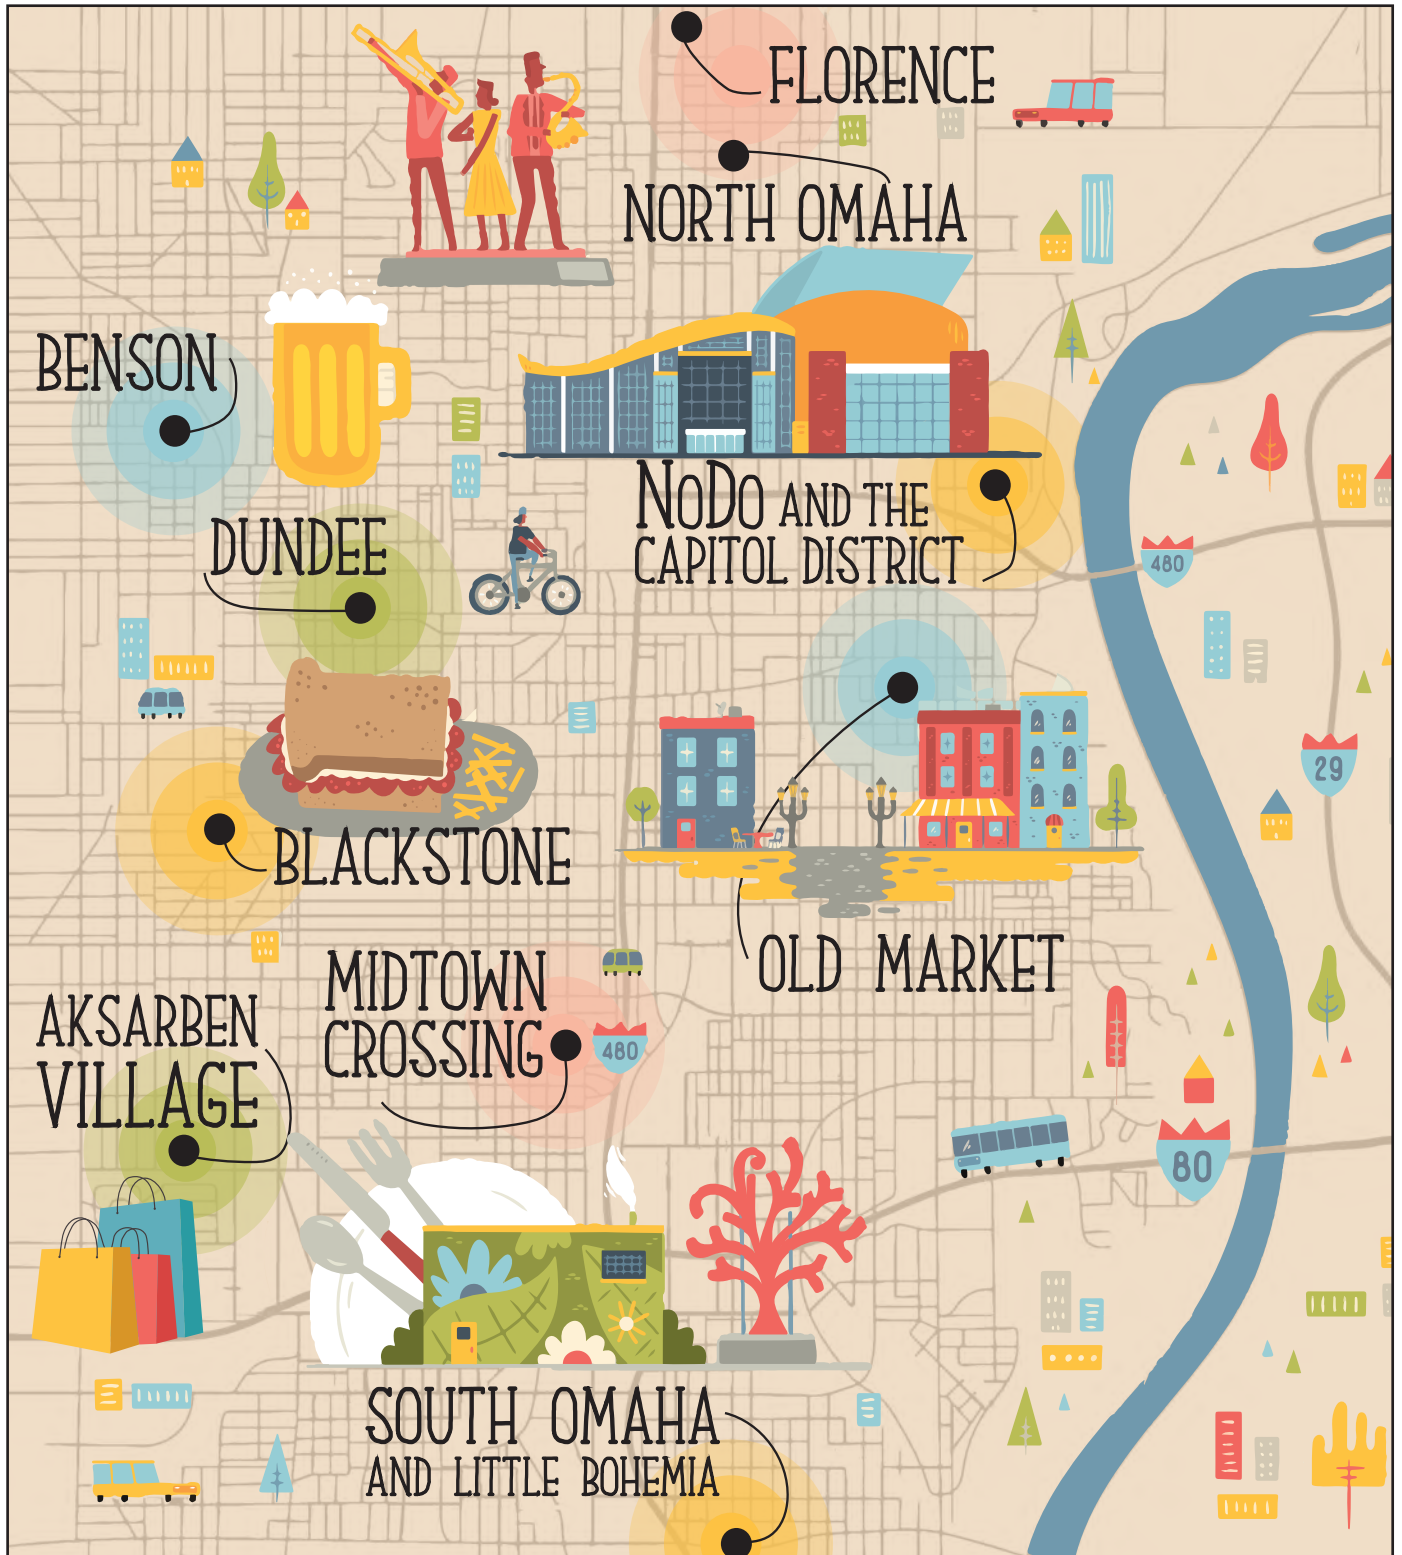 FLORENCE
NORTH OMAHA
BENSON
NoDo AND THE
CAPITOL DISTRICT
DUNDEE
480
29
BLACKSTONE
OLD MARKET
MIDTOWN
CROSSING
480
AKSARBEN
VILLAGE
80
SOUTH OMAHA
AND LITTLE BOHEMIA